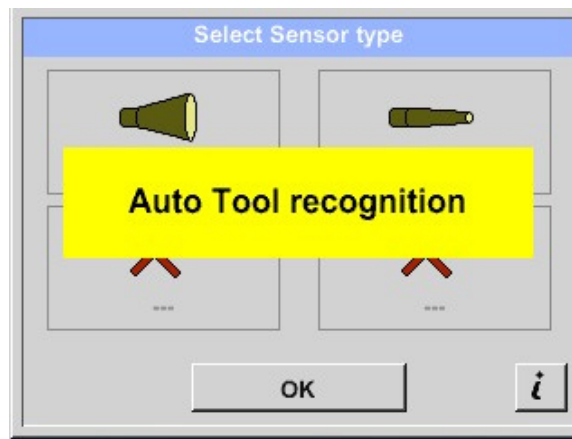 Select Sensor type
Auto Tool recognition
--- ---
OK i